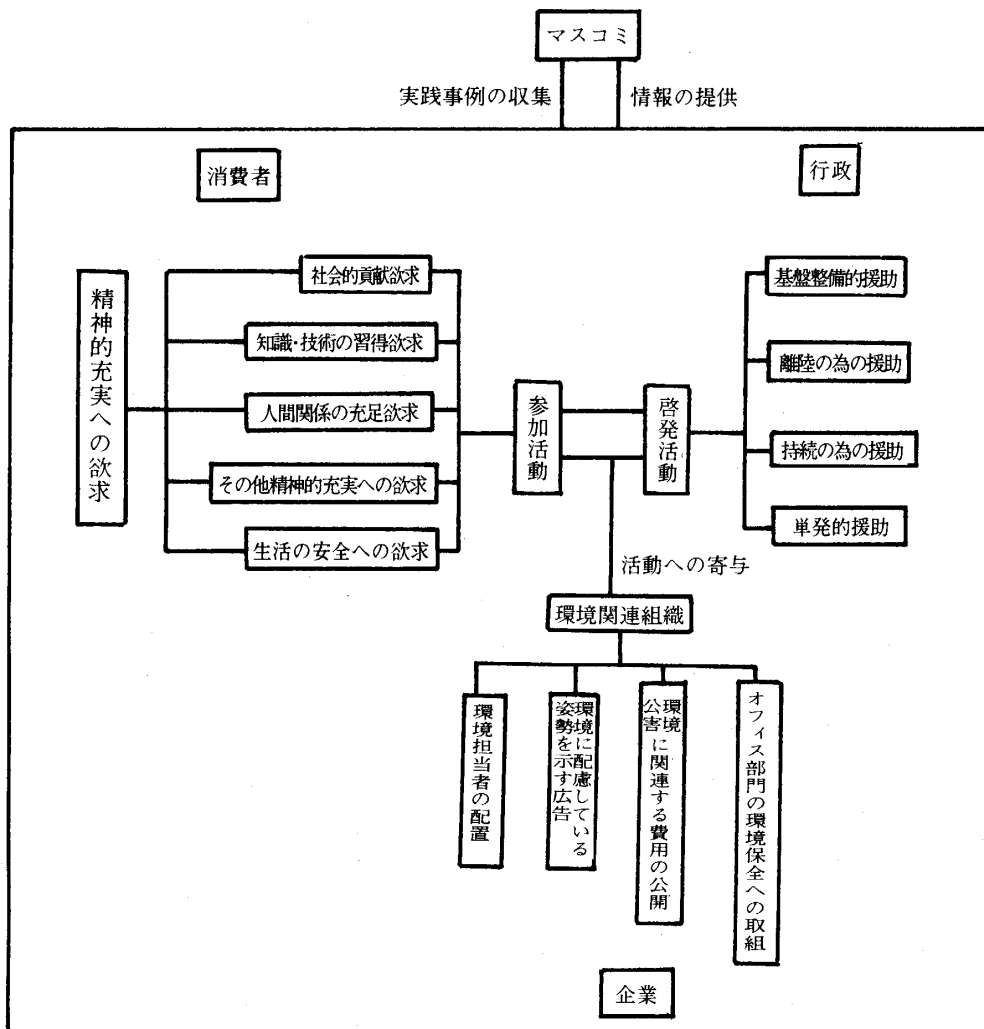 マスコミ
実践事例の収集
情報の提供
消費者
行政
精神的充実への欲求
社会的貢献欲求
知識・技術の習得欲求
人間関係の充足欲求
その他精神的充実への欲求
生活の安全への欲求
参加活動
啓発活動
基盤整備的援助
離陸の為の援助
持続の為の援助
単発的援助
活動への寄与
環境関連組織
環境担当者の配置
環境に配慮している
姿勢を示す広告
環境
公害に関連する費用の公開
オフィス部門の環境保全への取組
企業